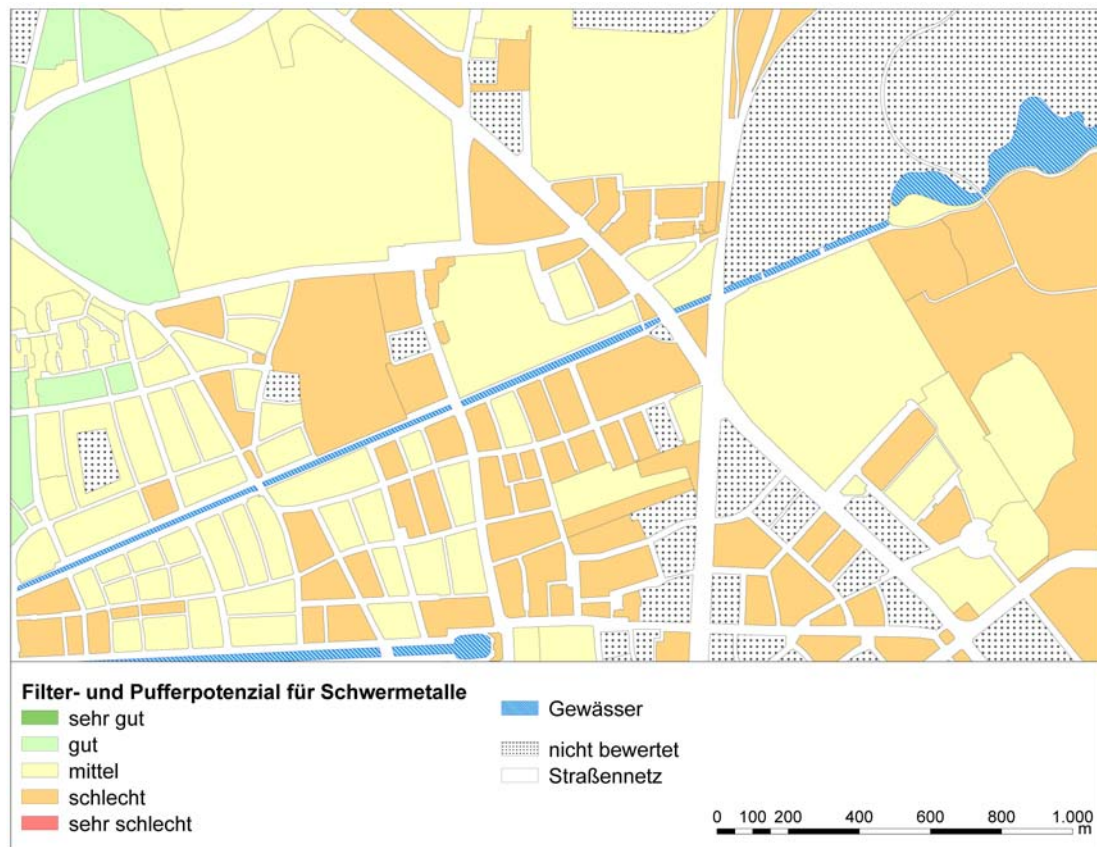 Filter- und Pufferpotenzial für Schwermetalle
sehr gut
gut
mittel
schlecht
sehr schlecht
Gewässer
nicht bewertet
Straßennetz
0 100 200 400 600 800 1.000
m